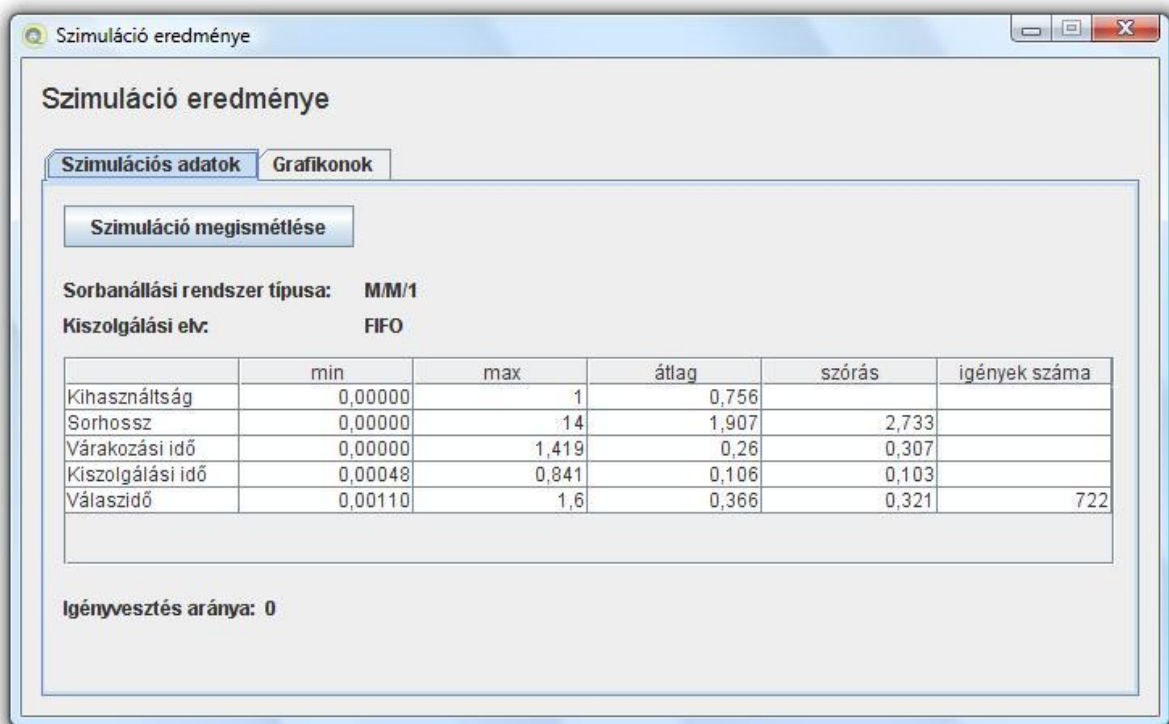 Szimuláció eredménye
Szimuláció eredménye
Szimulációs adatok Grafikonok
Szimuláció megismétlése
Sorbanállási rendszer típusa: M/M/1
Kiszolgálási elv: FIFO
min max átlag szórás igények száma
Kihasználtság 0,00000 1 0,756
Sorhossz 0,00000 14 1,907 2,733
Várakozási idő 0,00000 1,419 0,26 0,307
Kiszolgálási idő 0,00048 0,841 0,106 0,103
Válaszidő 0,00110 1,6 0,366 0,321 722
Igényvesztés aránya: 0